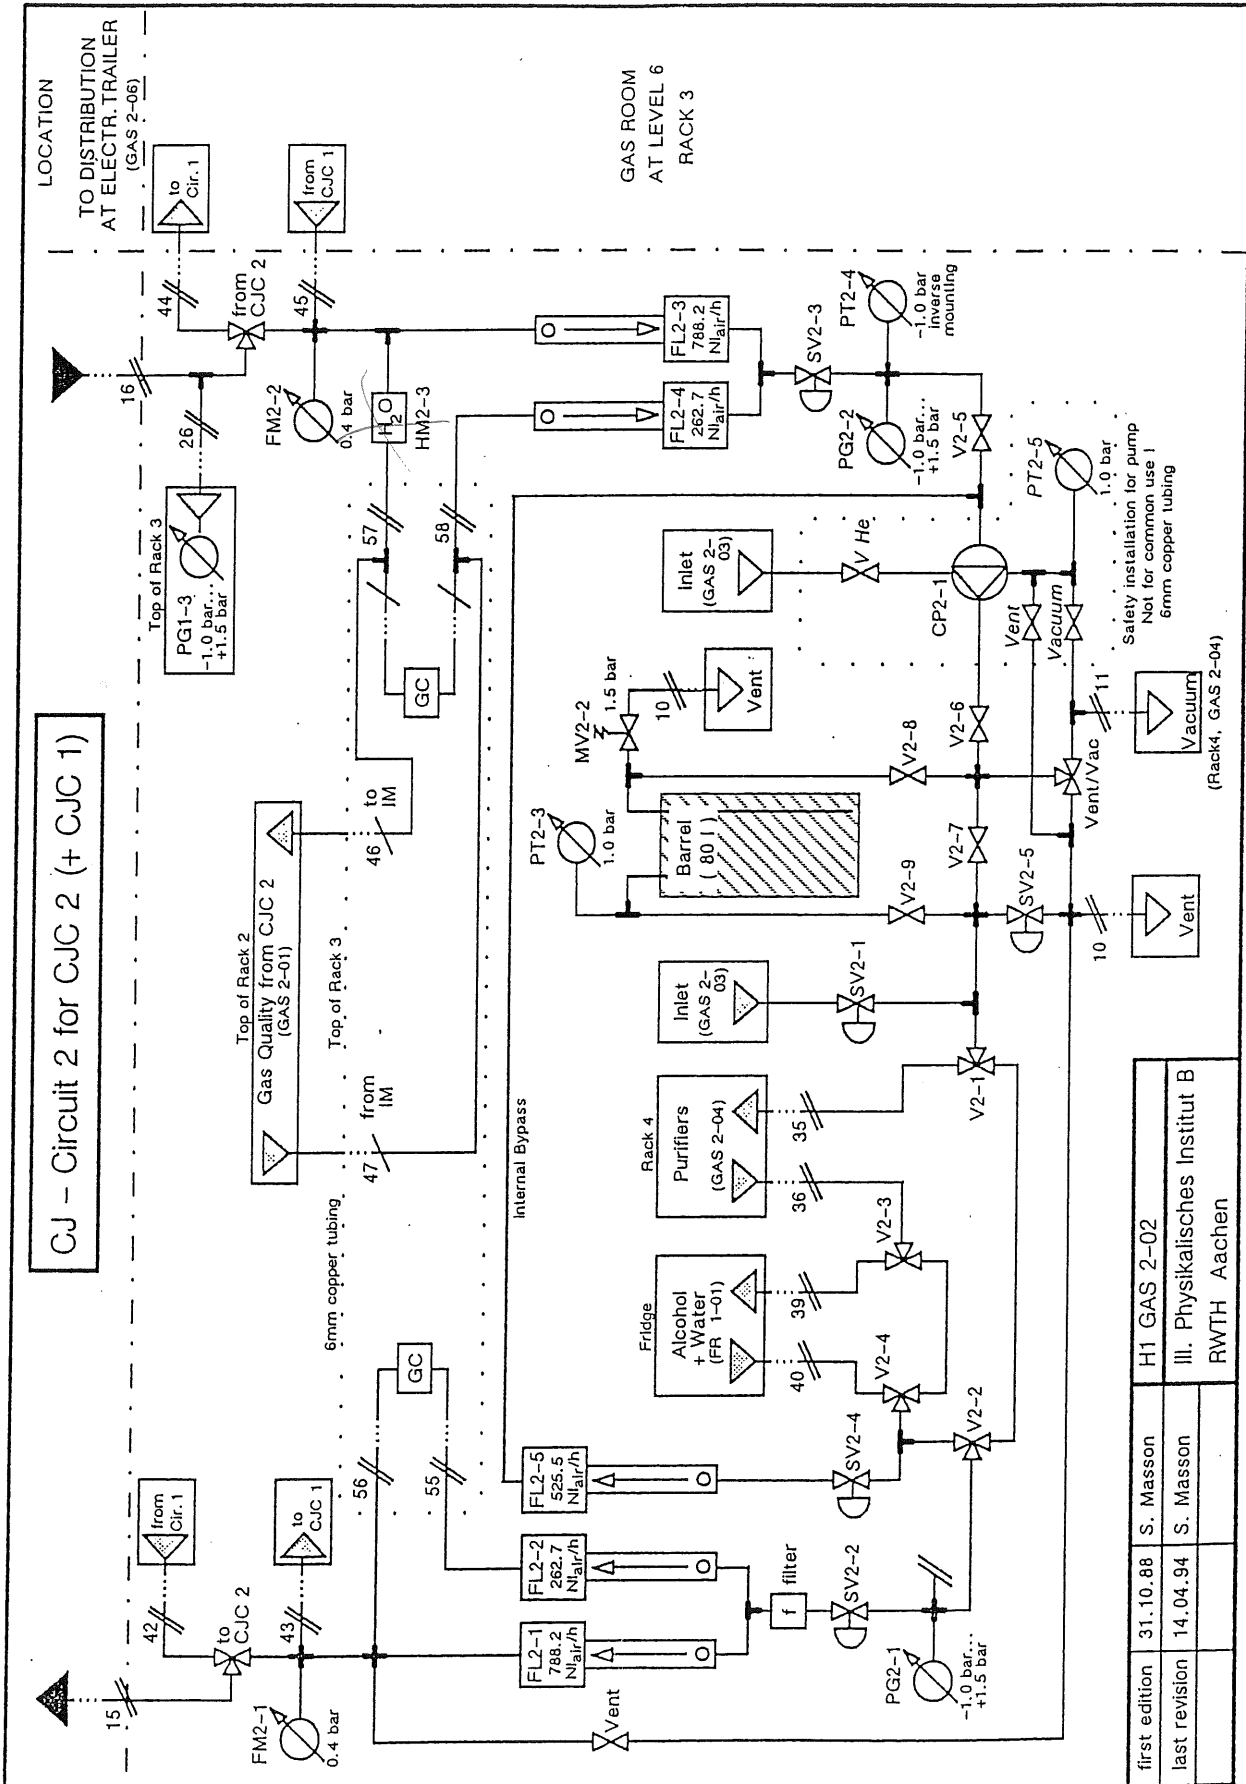 CJ – Circuit 2 for CJC 2 (+ CJC 1)
LOCATION
TO DISTRIBUTION
AT ELECTR.TRAILER
(GAS 2–06)
GAS ROOM
AT LEVEL 6
RACK 3
15
42
from
Cir.1
to
CJC 2
43
to
CJC 1
FM2–1
0.4 bar
56
55
GC
6mm copper tubing
Top of Rack 2
Gas Quality from CJC 2
(GAS 2–01)
Top of Rack 3
47
from
IM
46
to
IM
Top of Rack 3
PG1–3
–1.0 bar...
+1.5 bar
26
16
44
to
Cir.1
from
CJC 2
45
from
CJC 1
FM2–2
0.4 bar
H2O
HM2–3
57
58
GC
Internal Bypass
FL2–1
788.2
Nlair/h
FL2–2
262.7
Nlair/h
FL2–5
525.5
Nlair/h
FL2–4
262.7
Nlair/h
FL2–3
788.2
Nlair/h
Vent
f
filter
SV2–2
SV2–4
PG2–1
–1.0 bar...
+1.5 bar
Fridge
Alcohol
+ Water
(FR 1–01)
40
39
V2–4
V2–3
V2–2
Rack 4
Purifiers
(GAS 2–04)
36
35
V2–1
Inlet
(GAS 2–
03)
SV2–1
PT2–3
1.0 bar
Barrel
( 80 l )
MV2–2
1.5 bar
10
Vent
V2–9
V2–8
V2–7
V2–6
SV2–5
Vent/Vac
10
Vent
11
Vacuum
(Rack4, GAS 2–04)
Inlet
(GAS 2–
03)
V He
CP2–1
Vent
Vacuum
PT2–5
1.0 bar
Safety installation for pump
Not for common use !
6mm copper tubing
V2–5
PG2–2
–1.0 bar...
+1.5 bar
SV2–3
PT2–4
–1.0 bar
inverse
mounting
first edition 31.10.88 S. Masson H1 GAS 2–02
last revision 14.04.94 S. Masson III. Physikalisches Institut B
RWTH Aachen